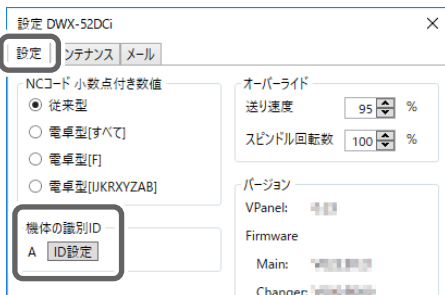 設定 DWX-52DCi
設定
ンテナンス
メール
NCコード 小数点付き数値
従来型
電卓型[すべて]
電卓型[F]
電卓型[IJKRXYZAB]
機体の識別ID
A ID設定
オーバーライド
送り速度 95 %
スピンドル回転数 100 %
バージョン
VPanel:
Firmware
Main:
Changer: